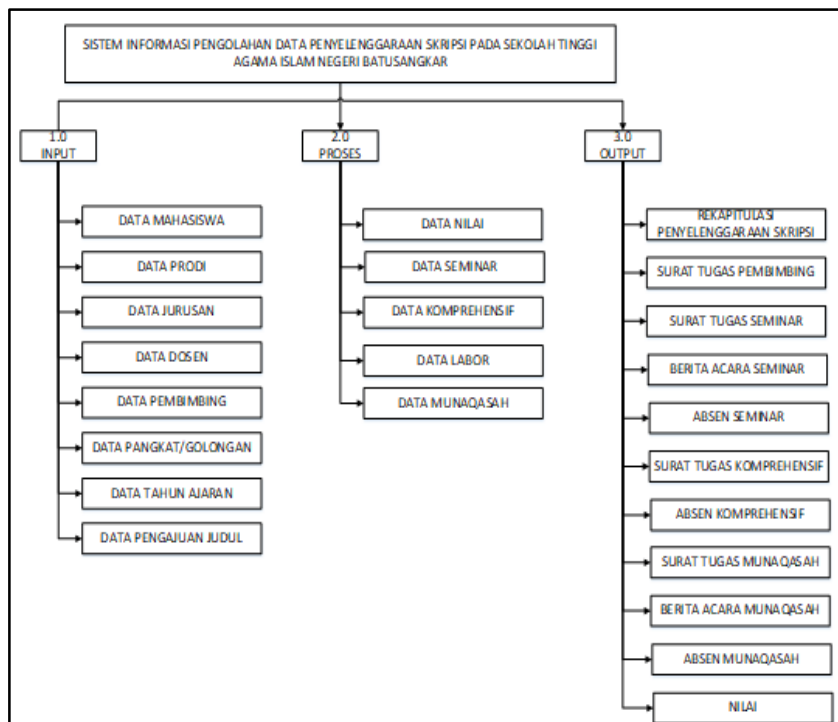 SISTEM INFORMASI PENGOLAHAN DATA PENYELENGGARAAN SKRIPSI PADA SEKOLAH TINGGI
AGAMA ISLAM NEGERI BATUSANGKAR
1.0
INPUT
DATA MAHASISWA
DATA PRODI
DATA JURUSAN
DATA DOSEN
DATA PEMBIMBING
DATA PANGKAT/GOLONGAN
DATA TAHUN AJARAN
DATA PENGAJUAN JUDUL
2.0
PROSES
DATA NILAI
DATA SEMINAR
DATA KOMPREHENSIF
DATA LABOR
DATA MUNAQASAH
3.0
OUTPUT
REKAPITULASI
PENYELENGGARAAN SKRIPSI
SURAT TUGAS PEMBIMBING
SURAT TUGAS SEMINAR
BERITA ACARA SEMINAR
ABSEN SEMINAR
SURAT TUGAS KOMPREHENSIF
ABSEN KOMPREHENSIF
SURAT TUGAS MUNAQASAH
BERITA ACARA MUNAQASAH
ABSEN MUNAQASAH
NILAI